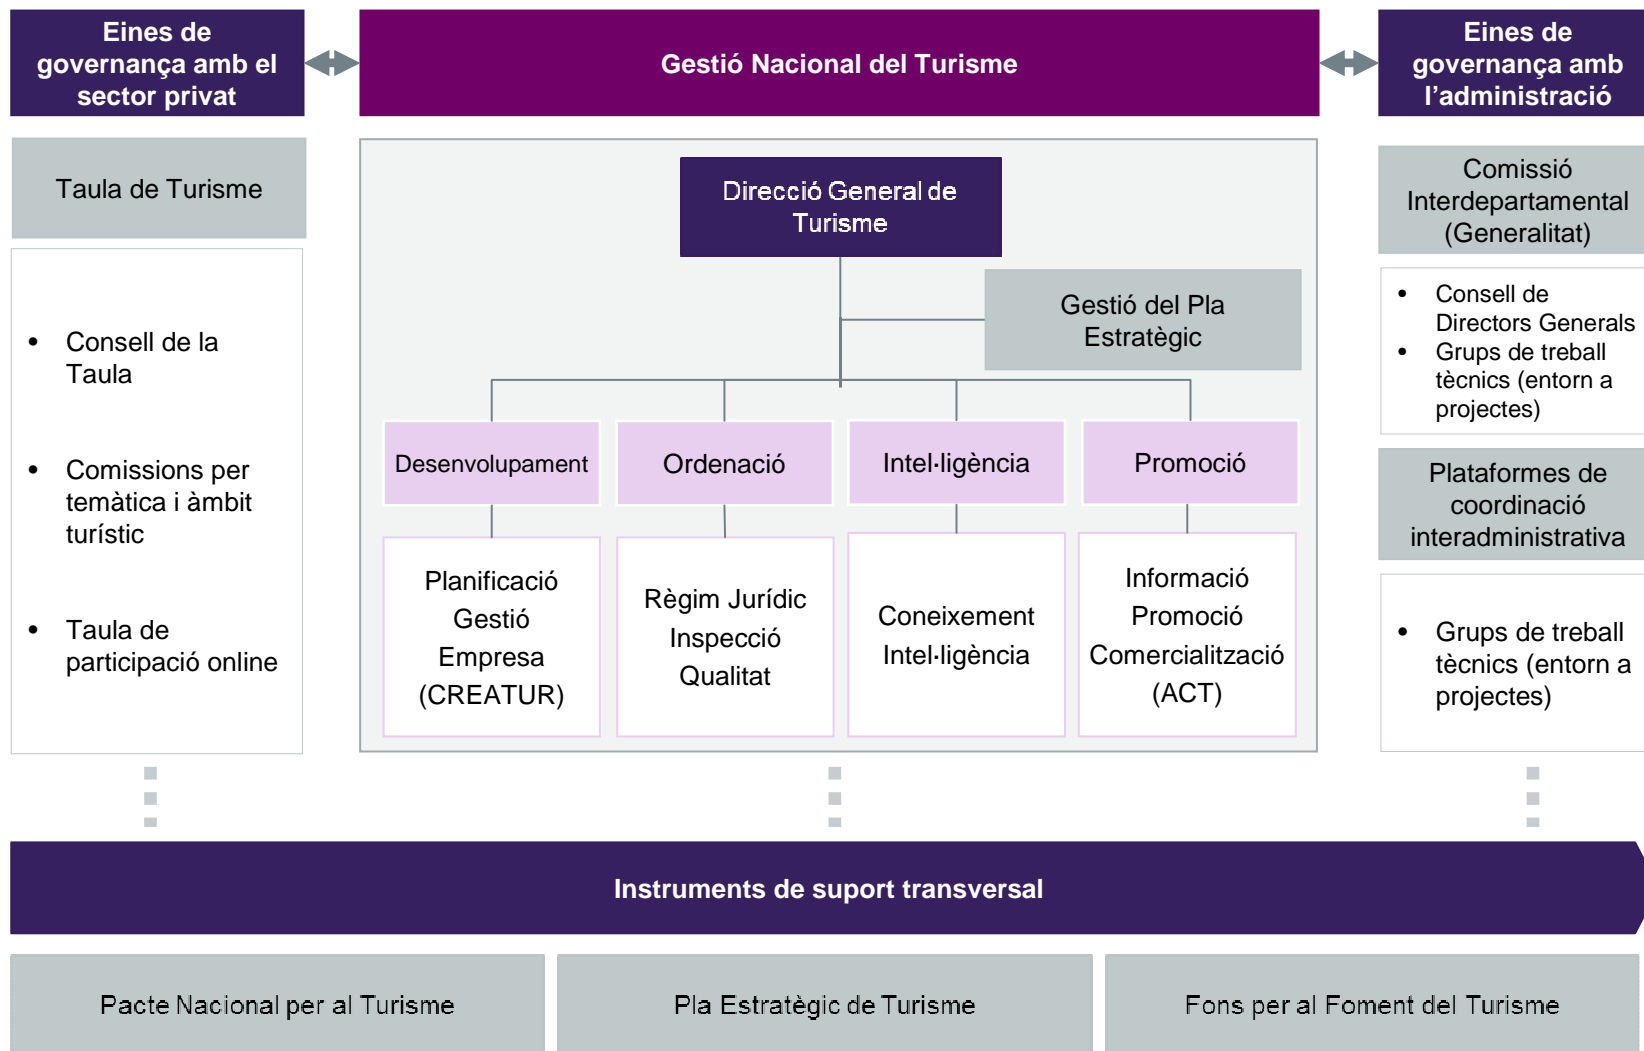 Eines de
governança amb el
sector privat
Gestió Nacional del Turisme
Eines de
governança amb
l’administració
Taula de Turisme
• Consell de la
Taula
• Comissions per
temàtica i àmbit
turístic
• Taula de
participació online
Direcció General de
Turisme
Gestió del Pla
Estratègic
Desenvolupament
Ordenació
Intel·ligència
Promoció
Planificació
Gestió
Empresa
(CREATUR)
Règim Jurídic
Inspecció
Qualitat
Coneixement
Intel·ligència
Informació
Promoció
Comercialització
(ACT)
Comissió
Interdepartamental
(Generalitat)
• Consell de
Directors Generals
• Grups de treball
tècnics (entorn a
projectes)
Plataformes de
coordinació
interadministrativa
• Grups de treball
tècnics (entorn a
projectes)
Instruments de suport transversal
Pacte Nacional per al Turisme
Pla Estratègic de Turisme
Fons per al Foment del Turisme